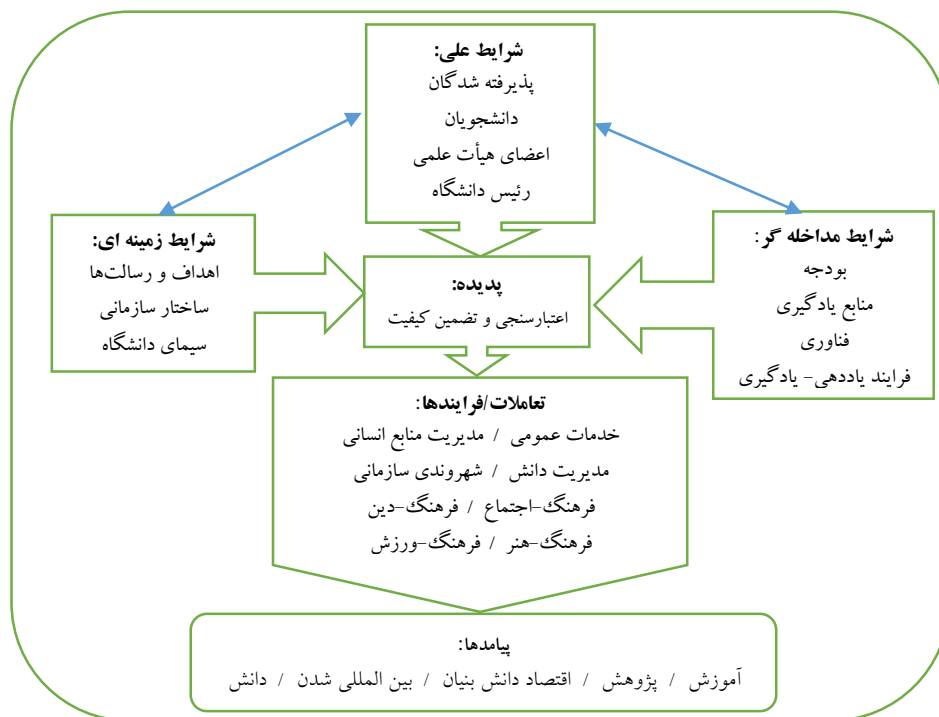 شرایط علی:
پذیرفته شدگان
دانشجویان
اعضای هیأت علمی
رئیس دانشگاه
شرایط مداخله گر:
بودجه
منابع یادگیری
فناوری
فرایند یاددهی- یادگیری
پدیده:
اعتبارسنجی و تضمین کیفیت
شرایط زمینه ای:
اهداف و رسالت‌ها
ساختار سازمانی
سیمای دانشگاه
تعاملات/فرایندها:
خدمات عمومی / مدیریت منابع انسانی
مدیریت دانش / شهروندی سازمانی
فرهنگ-اجتماع / فرهنگ-دین
فرهنگ-هنر / فرهنگ-ورزش
پیامدها:
آموزش / پژوهش / اقتصاد دانش بنیان / بین المللی شدن / دانش